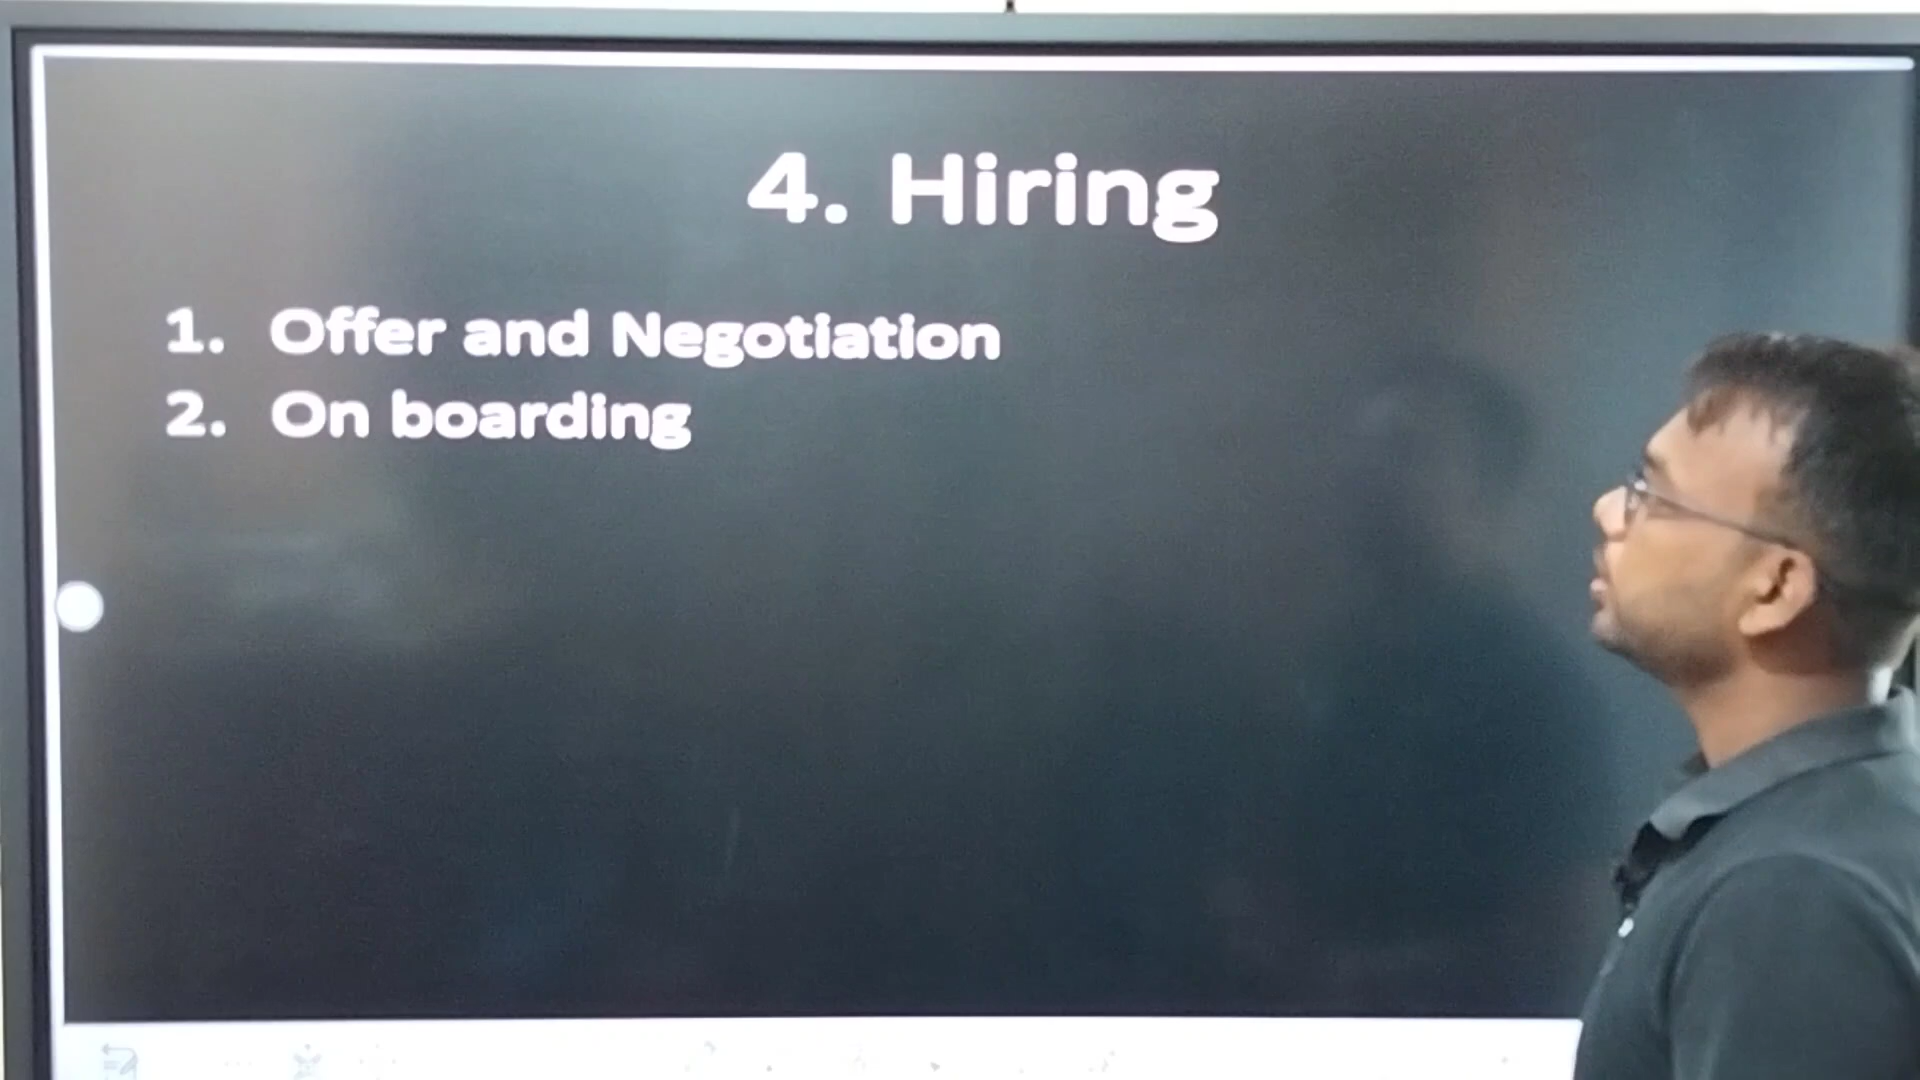 4. Hiring
1. Offer and Negotiation
2. On boarding